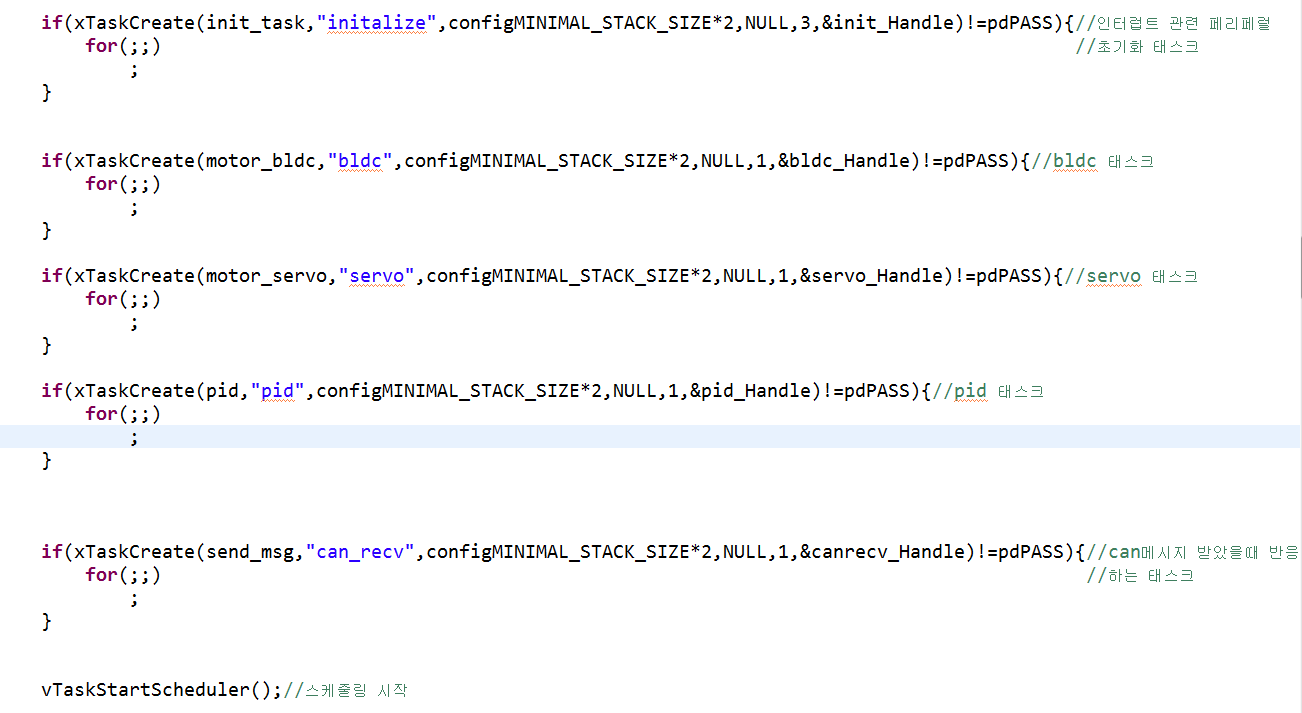 if(xTaskCreate(init_task,"initalize",configMINIMAL_STACK_SIZE*2,NULL,3,&init_Handle)!=pdPASS){//인터럽트 관련 페리페럴
for(;;) //초기화 태스크
;
}
if(xTaskCreate(motor_bldc,"bldc",configMINIMAL_STACK_SIZE*2,NULL,1,&bldc_Handle)!=pdPASS){//bldc 태스크
for(;;)
;
}
if(xTaskCreate(motor_servo,"servo",configMINIMAL_STACK_SIZE*2,NULL,1,&servo_Handle)!=pdPASS){//servo 태스크
for(;;)
;
}
if(xTaskCreate(pid,"pid",configMINIMAL_STACK_SIZE*2,NULL,1,&pid_Handle)!=pdPASS){//pid 태스크
for(;;)
;
}
if(xTaskCreate(send_msg,"can_recv",configMINIMAL_STACK_SIZE*2,NULL,1,&canrecv_Handle)!=pdPASS){//can메시지 받았을때 반응
for(;;) //하는 태스크
;
}
vTaskStartScheduler();//스케줄링 시작